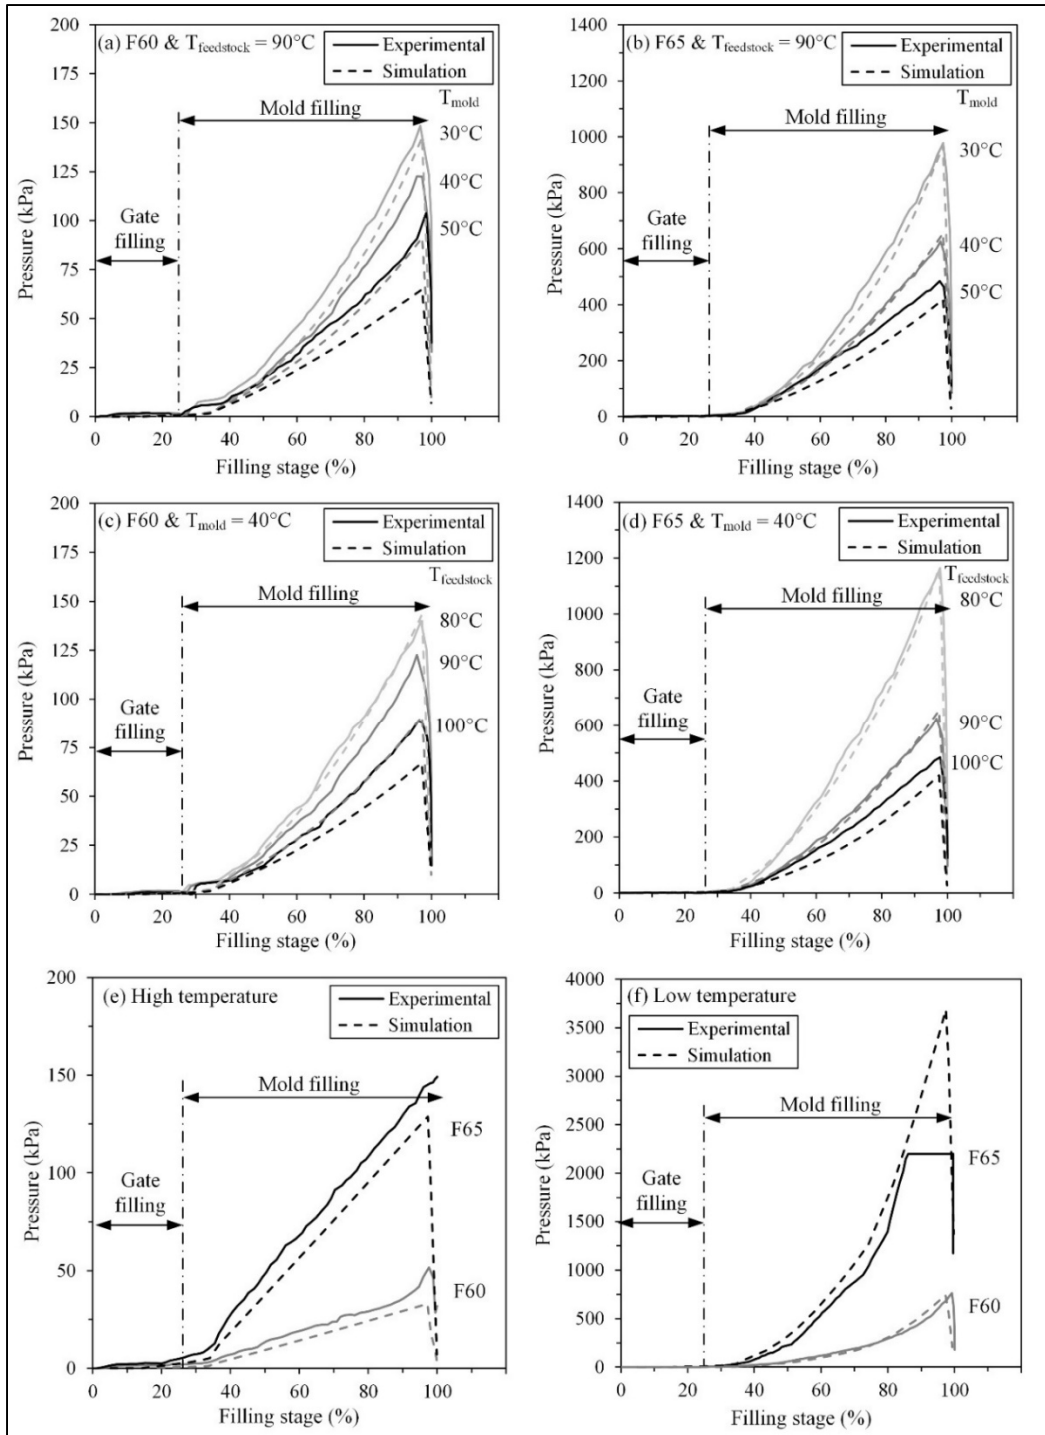 (a) F60 & Tfeedstock = 90°C
Experimental
Simulation
Tmold
Mold filling
30°C
40°C
50°C
Gate
filling
Pressure (kPa)
200
175
150
125
100
75
50
25
0
0 20 40 60 80 100
Filling stage (%)
(b) F65 & Tfeedstock = 90°C
Experimental
Simulation
Tmold
Mold filling
30°C
40°C
50°C
Gate
filling
Pressure (kPa)
1400
1200
1000
800
600
400
200
0
0 20 40 60 80 100
Filling stage (%)
(c) F60 & Tmold = 40°C
Experimental
Simulation
Tfeedstock
Mold filling
80°C
90°C
100°C
Gate
filling
Pressure (kPa)
200
175
150
125
100
75
50
25
0
0 20 40 60 80 100
Filling stage (%)
(d) F65 & Tmold = 40°C
Experimental
Simulation
Tfeedstock
80°C
Mold filling
90°C
100°C
Gate
filling
Pressure (kPa)
1400
1200
1000
800
600
400
200
0
0 20 40 60 80 100
Filling stage (%)
(e) High temperature
Experimental
Simulation
Mold filling
F65
F60
Gate
filling
Pressure (kPa)
200
150
100
50
0
0 20 40 60 80 100
Filling stage (%)
(f) Low temperature
Experimental
Simulation
Mold filling
F65
F60
Gate
filling
Pressure (kPa)
4000
3500
3000
2500
2000
1500
1000
500
0
0 20 40 60 80 100
Filling stage (%)